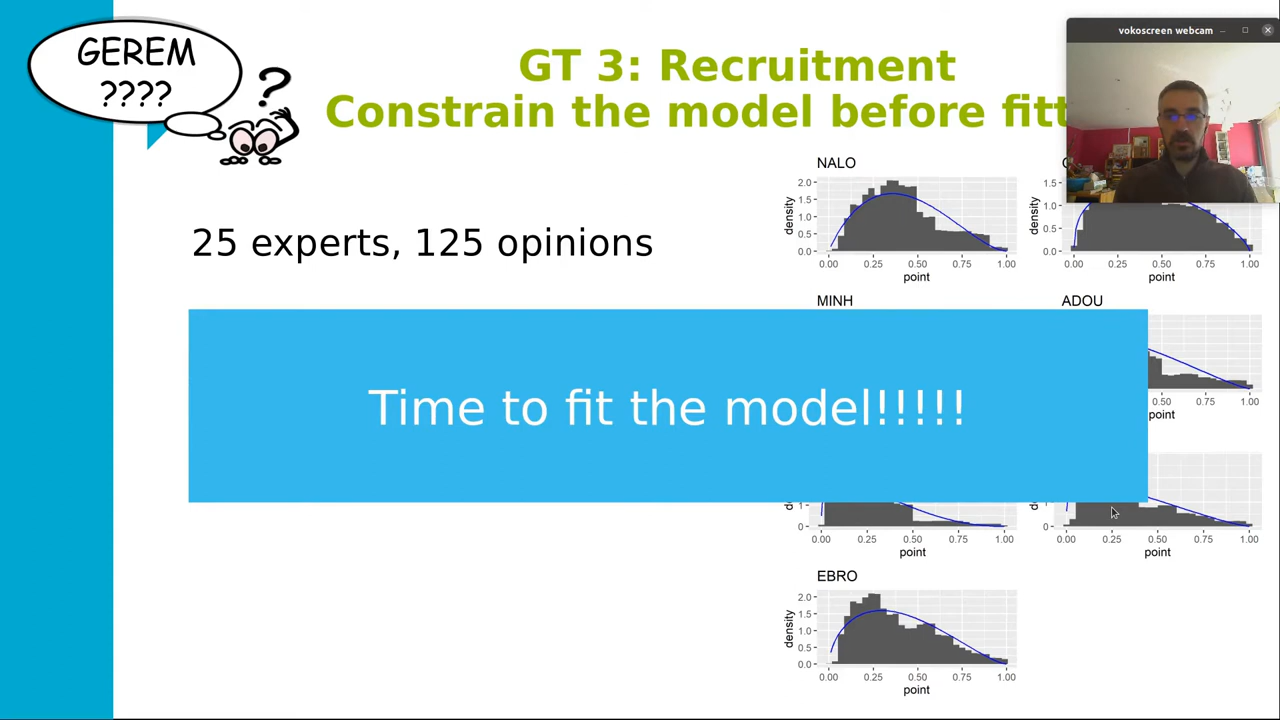 GEREM
????
?
GT 3: Recruitment
Constrain the model before fitt
vokoscreen webcam
25 experts, 125 opinions
NALO
2.0
1.5
1.0
0.5
0.0
density
0.00 0.25 0.50 0.75 1.00
point
1.5
1.0
0.5
0.0
density
0.00 0.25 0.50 0.75 1.00
point
MINH
ADOU
0.50 0.75 1.00
point
Time to fit the model!!!!!
1
0
0.00 0.25 0.50 0.75 1.00
point
0
0.00 0.25 0.50 0.75 1.00
point
EBRO
2.0
1.5
1.0
0.5
0.0
density
0.00 0.25 0.50 0.75 1.00
point